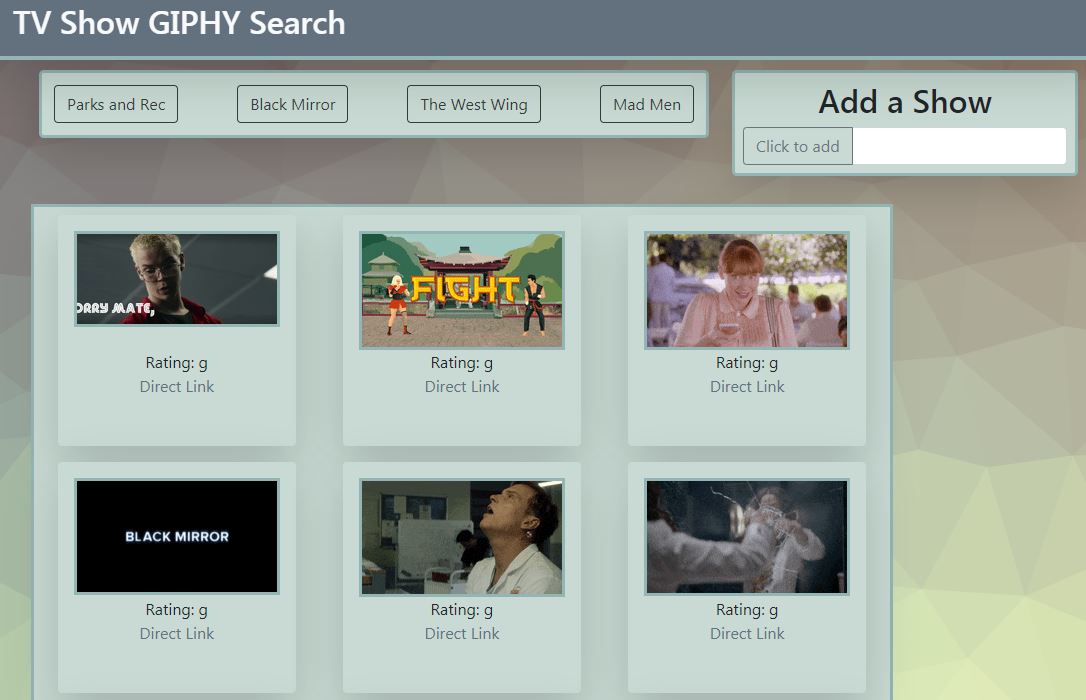 TV Show GIPHY Search
Parks and Rec
Black Mirror
The West Wing
Mad Men
Add a Show
Click to add
ORRY MATE,
FIGHT
Rating: g
Direct Link
Rating: g
Direct Link
Rating: g
Direct Link
BLACK MIRROR
Rating: g
Direct Link
Rating: g
Direct Link
Rating: g
Direct Link